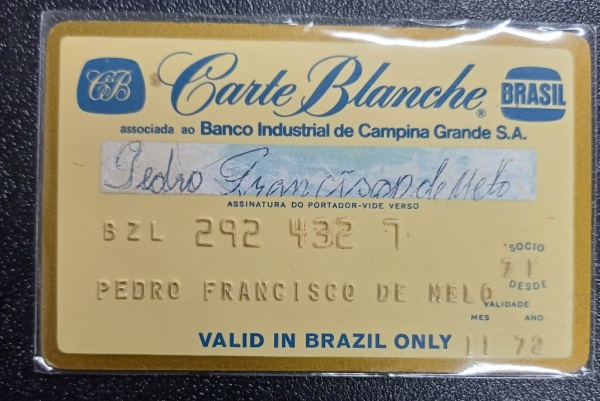 CB Carte Blanche® BRASIL
associada ao Banco Industrial de Campina Grande S.A.
Pedro Francisco de Melo
ASSINATURA DO PORTADOR-VIDE VERSO
BZL 292 432 7
SOCIO
71
DESDE
PEDRO FRANCISCO DE MELO
VALIDADE
MES ANO
VALID IN BRAZIL ONLY 11 72